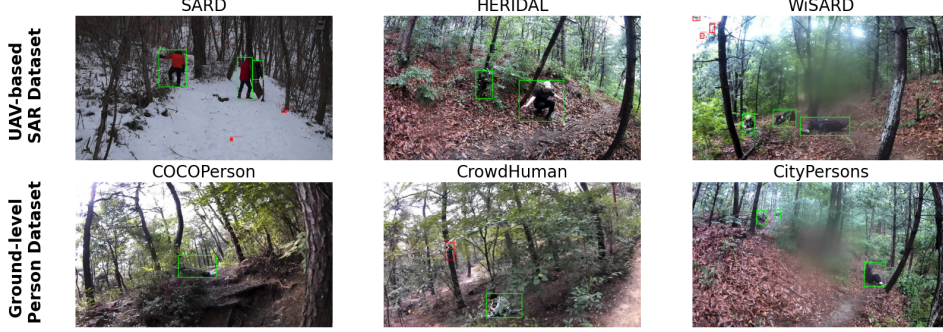 SARD
HERIDAL
WiSARD
UAV-based
SAR Dataset
COCOPerson
CrowdHuman
CityPersons
Ground-level
Person Dataset